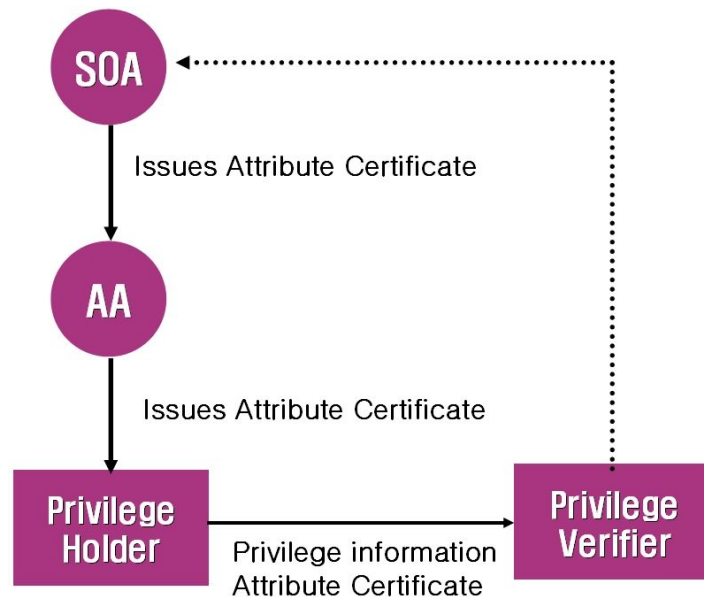 SOA
Issues Attribute Certificate
AA
Issues Attribute Certificate
Privilege
Holder
Privilege information
Attribute Certificate
Privilege
Verifier